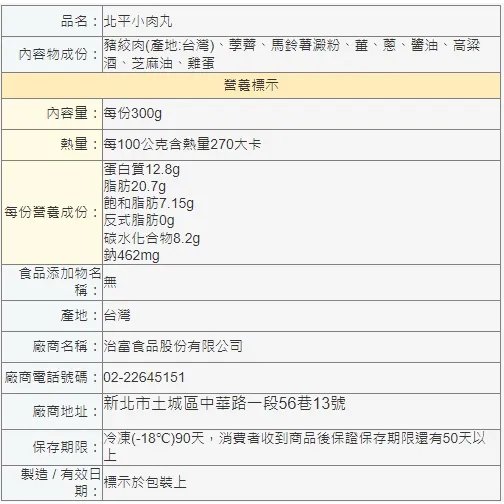 品名：北平小肉丸
內容物成份：豬絞肉(產地:台灣)、荸薺、馬鈴薯澱粉、薑、蔥、醬油、高粱
酒、芝麻油、雞蛋
營養標示
內容量：每份300g
熱量：每100公克含熱量270大卡
每份營養成份：
蛋白質12.8g
脂肪20.7g
飽和脂肪7.15g
反式脂肪0g
碳水化合物8.2g
鈉462mg
食品添加物名
稱：無
產地：台灣
廠商名稱：治富食品股份有限公司
廠商電話號碼：02-22645151
廠商地址：新北市土城區中華路一段56巷13號
保存期限：冷凍(-18℃)90天，消費者收到商品後保證保存期限還有50天以
上
製造 / 有效日
期：標示於包裝上